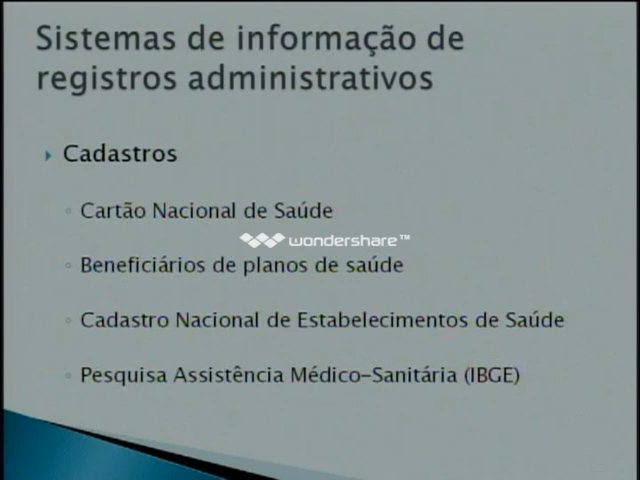 Sistemas de informação de
registros administrativos
Cadastros
Cartão Nacional de Saúde
wondershare™
Beneficiários de planos de saúde
Cadastro Nacional de Estabelecimentos de Saúde
Pesquisa Assistência Médico-Sanitária (IBGE)